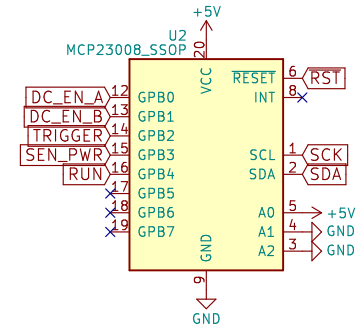 +5V
U2
MCP23008_SSOP
20
VCC
DC_EN_A 12 GPB0
DC_EN_B 13 GPB1
TRIGGER 14 GPB2
SEN_PWR 15 GPB3
RUN 16 GPB4
17 GPB5
18 GPB6
19 GPB7
RESET 6 RST
INT 8
SCL 1 SCK
SDA 2 SDA
A0 5 +5V
A1 4 GND
A2 3 GND
GND
9
GND